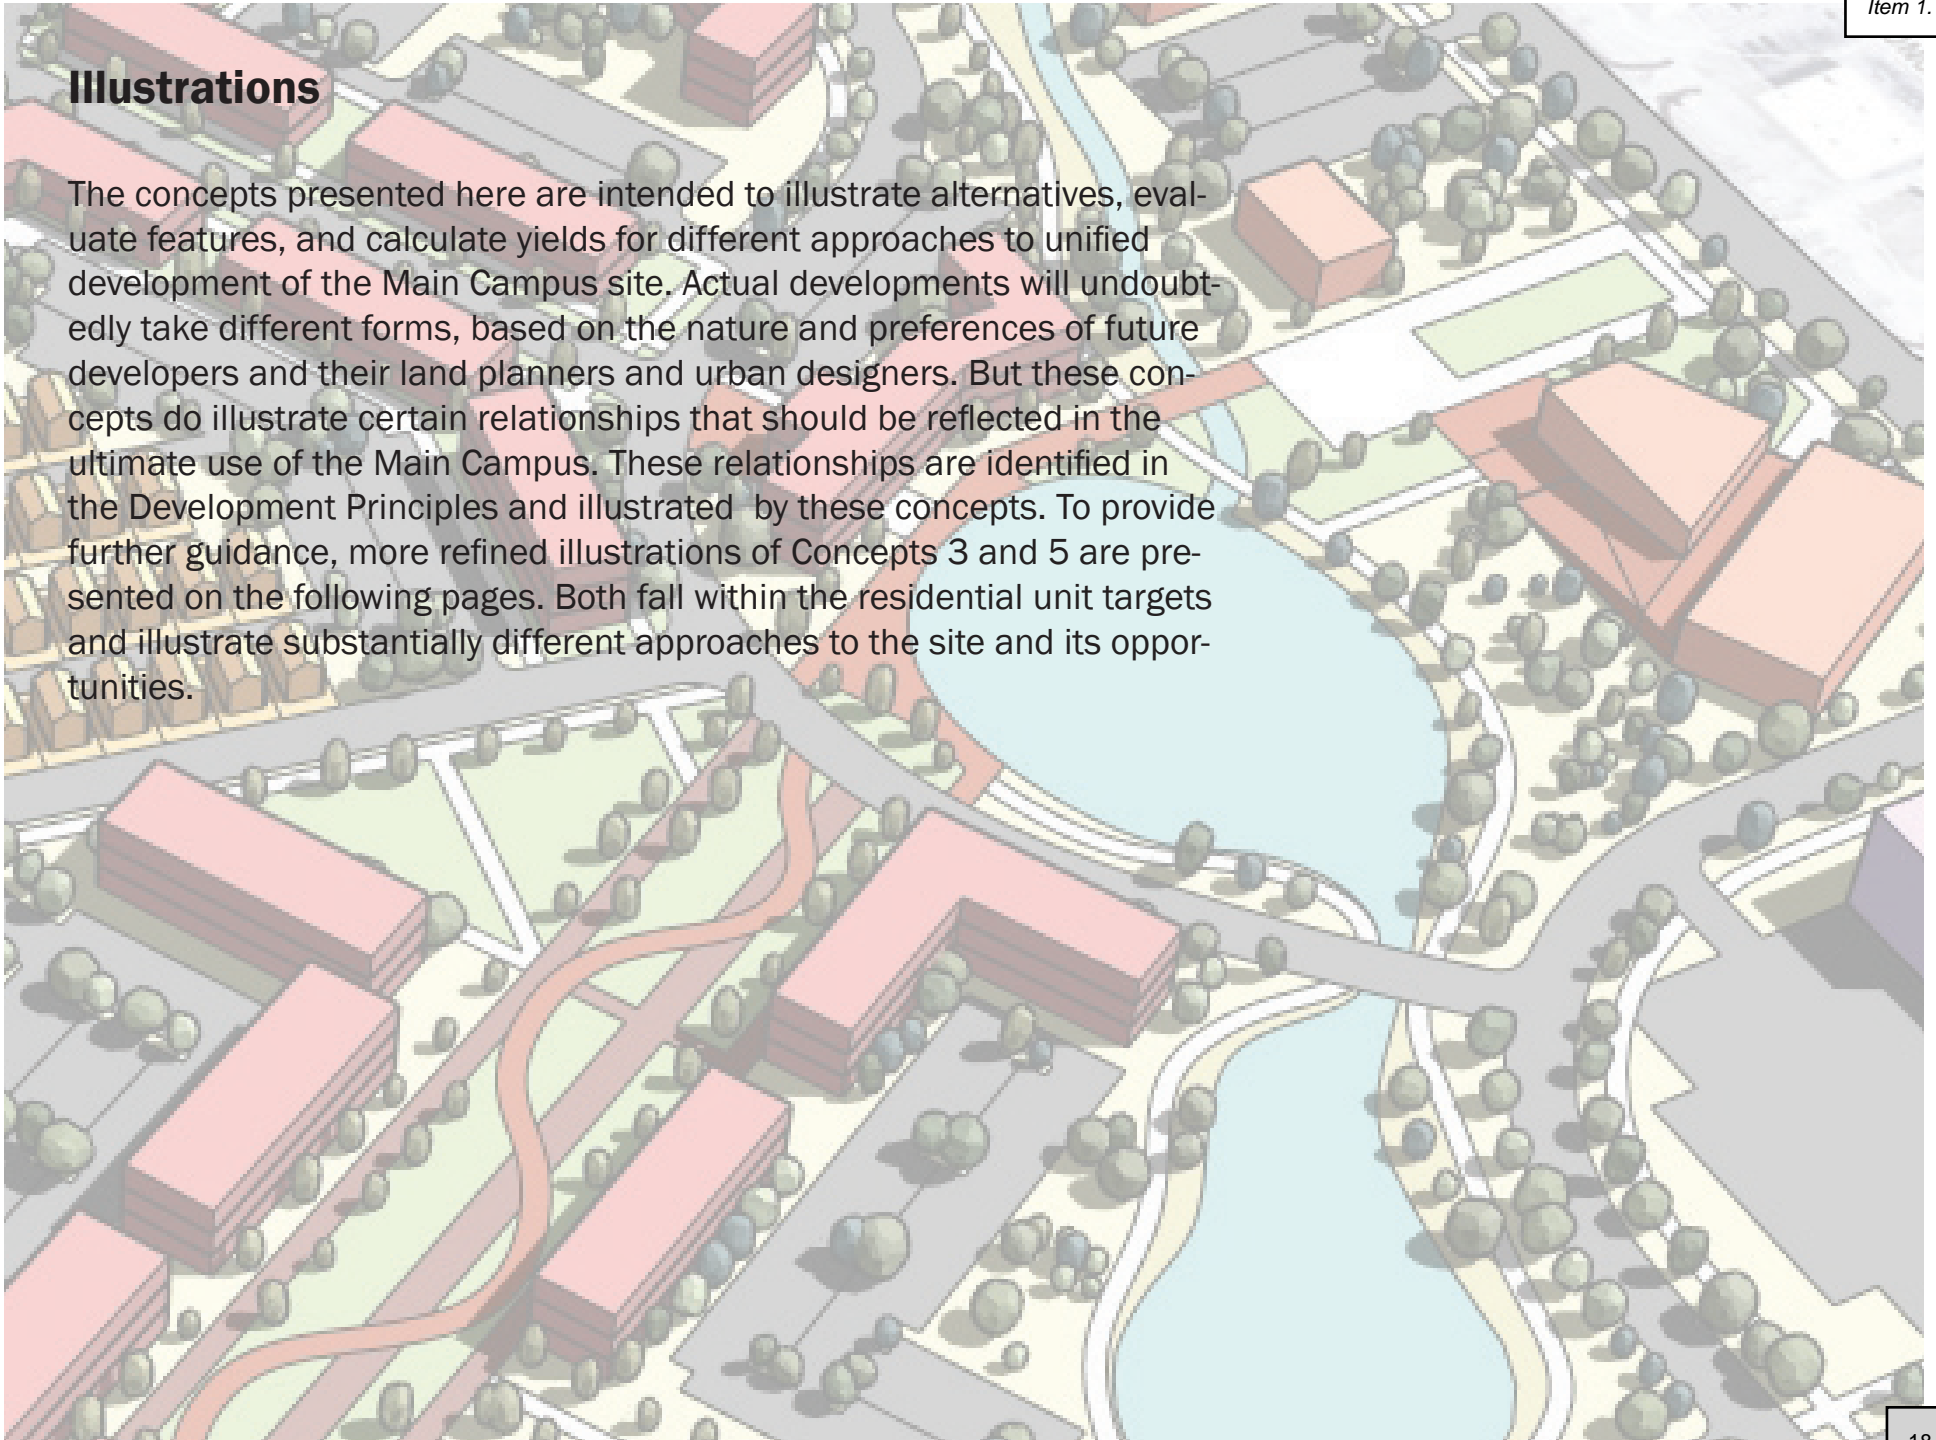 Item 1.
Illustrations
The concepts presented here are intended to illustrate alternatives, eval-
uate features, and calculate yields for different approaches to unified
development of the Main Campus site. Actual developments will undoubt-
edly take different forms, based on the nature and preferences of future
developers and their land planners and urban designers. But these con-
cepts do illustrate certain relationships that should be reflected in the
ultimate use of the Main Campus. These relationships are identified in
the Development Principles and illustrated  by these concepts. To provide
further guidance, more refined illustrations of Concepts 3 and 5 are pre-
sented on the following pages. Both fall within the residential unit targets
and illustrate substantially different approaches to the site and its oppor-
tunities.
18